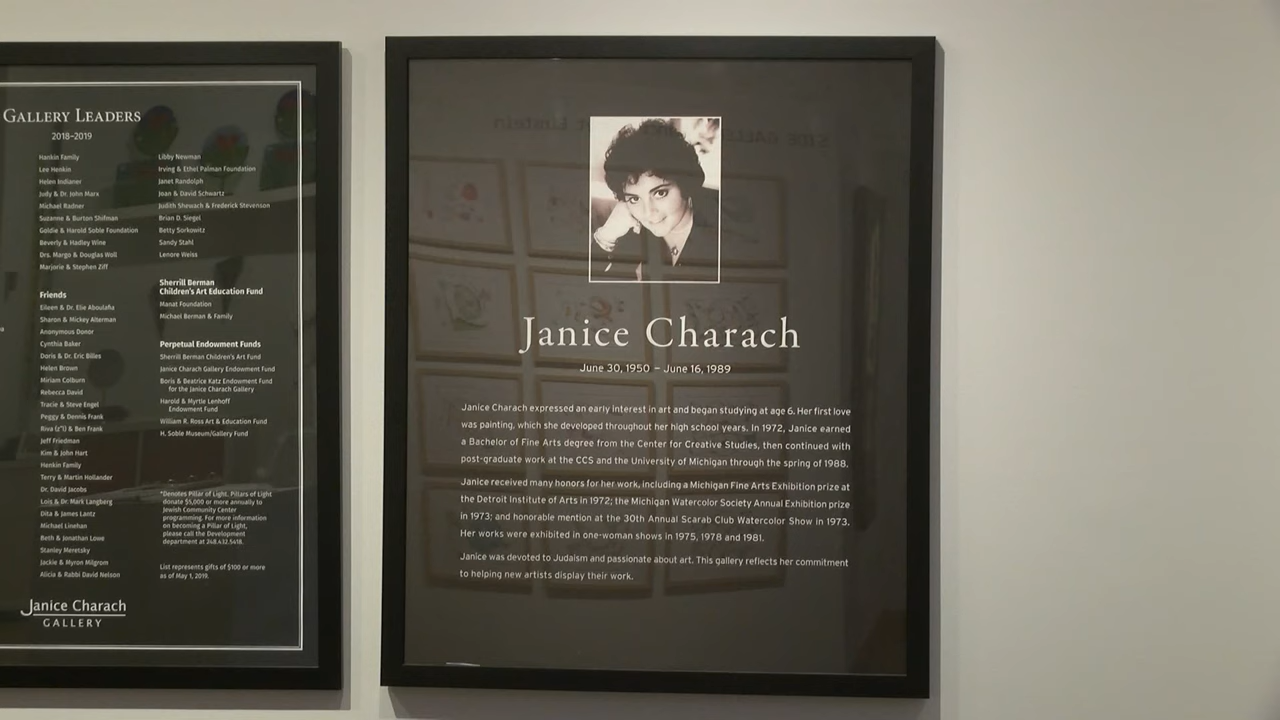 GALLERY LEADERS
2018–2019
Hankin Family
Lee Henkin
Helen Indianer
Judy & Dr. John Marx
Michael Radner
Suzanne & Burton Shifman
Goldie & Harold Soble Foundation
Beverly & Hadley Wine
Drs. Margo & Douglas Woll
Marjorie & Stephen Ziff
Friends
Eileen & Dr. Elie Aboulafia
Sharon & Mickey Alterman
Anonymous Donor
Cynthia Baker
Doris & Dr. Eric Billes
Helen Brown
Miriam Colburn
Rebecca David
Tracie & Steve Engel
Peggy & Dennis Frank
Riva (z"l) & Ben Frank
Jeff Friedman
Kim & John Hart
Henkin Family
Terry & Martin Hollander
Dr. David Jacobs
Lois & Dr. Mark Langberg
Dita & James Lantz
Michael Linehan
Beth & Jonathan Lowe
Stanley Meretsky
Jackie & Myron Milgrom
Alicia & Rabbi David Nelson
Libby Newman
Irving & Ethel Palman Foundation
Janet Randolph
Joan & David Schwartz
Judith Shewach & Frederick Stevenson
Brian D. Siegel
Betty Sorkowitz
Sandy Stahl
Lenore Weiss
Sherrill Berman
Children's Art Education Fund
Manat Foundation
Michael Berman & Family
Perpetual Endowment Funds
Sherrill Berman Children's Art Fund
Janice Charach Gallery Endowment Fund
Boris & Beatrice Katz Endowment Fund
for the Janice Charach Gallery
Harold & Myrtle Lenhoff
Endowment Fund
William R. Ross Art & Education Fund
H. Soble Museum/Gallery Fund
*Denotes Pillar of Light. Pillars of Light
donate $5,000 or more annually to
Jewish Community Center
programming. For more information
on becoming a Pillar of Light,
please call the Development
department at 248.432.5418.
List represents gifts of $100 or more
as of May 1, 2019.
Janice Charach
GALLERY
Janice Charach
June 30, 1950 – June 16, 1989
Janice Charach expressed an early interest in art and began studying at age 6. Her first love
was painting, which she developed throughout her high school years. In 1972, Janice earned
a Bachelor of Fine Arts degree from the Center for Creative Studies, then continued with
post-graduate work at the CCS and the University of Michigan through the spring of 1988.
Janice received many honors for her work, including a Michigan Fine Arts Exhibition prize at
the Detroit Institute of Arts in 1972; the Michigan Watercolor Society Annual Exhibition prize
in 1973; and honorable mention at the 30th Annual Scarab Club Watercolor Show in 1973.
Her works were exhibited in one-woman shows in 1975, 1978 and 1981.
Janice was devoted to Judaism and passionate about art. This gallery reflects her commitment
to helping new artists display their work.